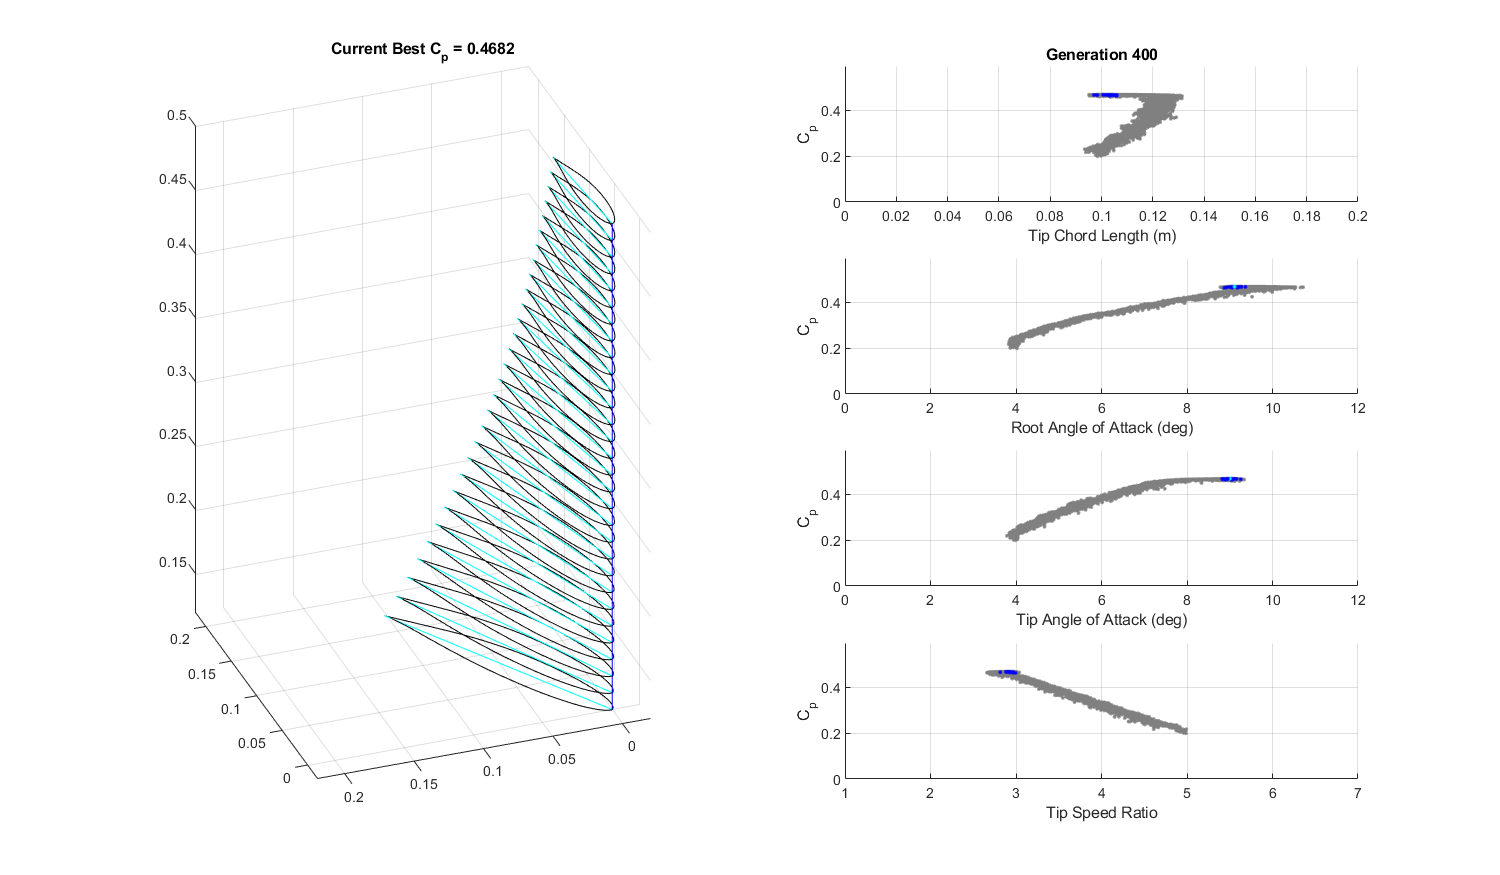 Current Best Cp = 0.4682
0.5
0.45
0.4
0.35
0.3
0.25
0.2
0.15
0.2
0.15
0.1
0.05
0
0.2
0.15
0.1
0.05
0
Generation 400
Cp
0.4
0.2
0
0 0.02 0.04 0.06 0.08 0.1 0.12 0.14 0.16 0.18 0.2
Tip Chord Length (m)
Cp
0.4
0.2
0
0 2 4 6 8 10 12
Root Angle of Attack (deg)
Cp
0.4
0.2
0
0 2 4 6 8 10 12
Tip Angle of Attack (deg)
Cp
0.4
0.2
0
1 2 3 4 5 6 7
Tip Speed Ratio